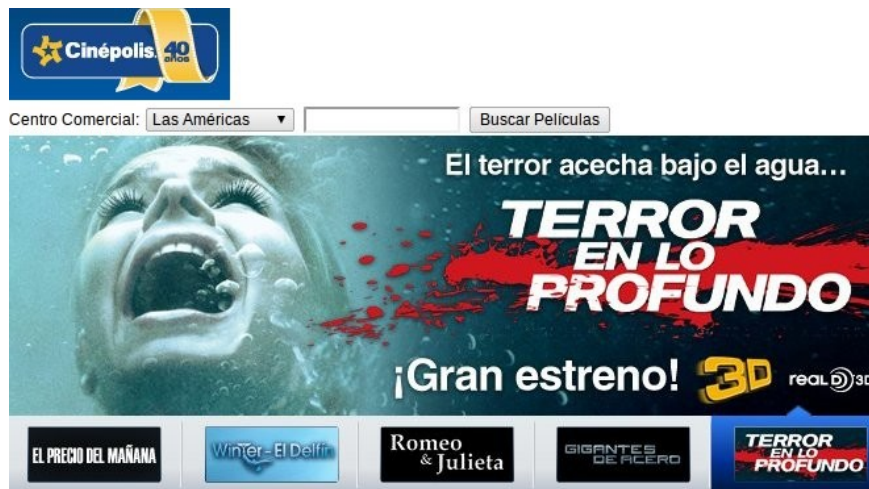 Cinépolis. 40
años
Centro Comercial: Las Américas Buscar Películas
El terror acecha bajo el agua...
TERROR
EN LO
PROFUNDO
¡Gran estreno! 3D REAL D 3D
EL PRECIO DEL MAÑANA
Winter - El Delfín
Romeo
& Julieta
GIGANTES
DE ACERO
TERROR
EN LO
PROFUNDO